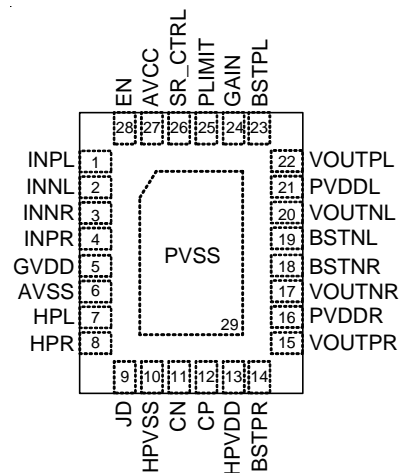 EN
AVCC
SR_CTRL
PLIMIT
GAIN
BSTPL
28 27 26 25 24 23
INPL 1 22 VOUTPL
INNL 2 21 PVDDL
INNR 3 20 VOUTNL
INPR 4 19 BSTNL
GVDD 5 18 BSTNR
AVSS 6 17 VOUTNR
HPL 7 16 PVDDR
HPR 8 15 VOUTPR
PVSS
29
9 10 11 12 13 14
JD
HPVSS
CN
CP
HPVDD
BSTPR